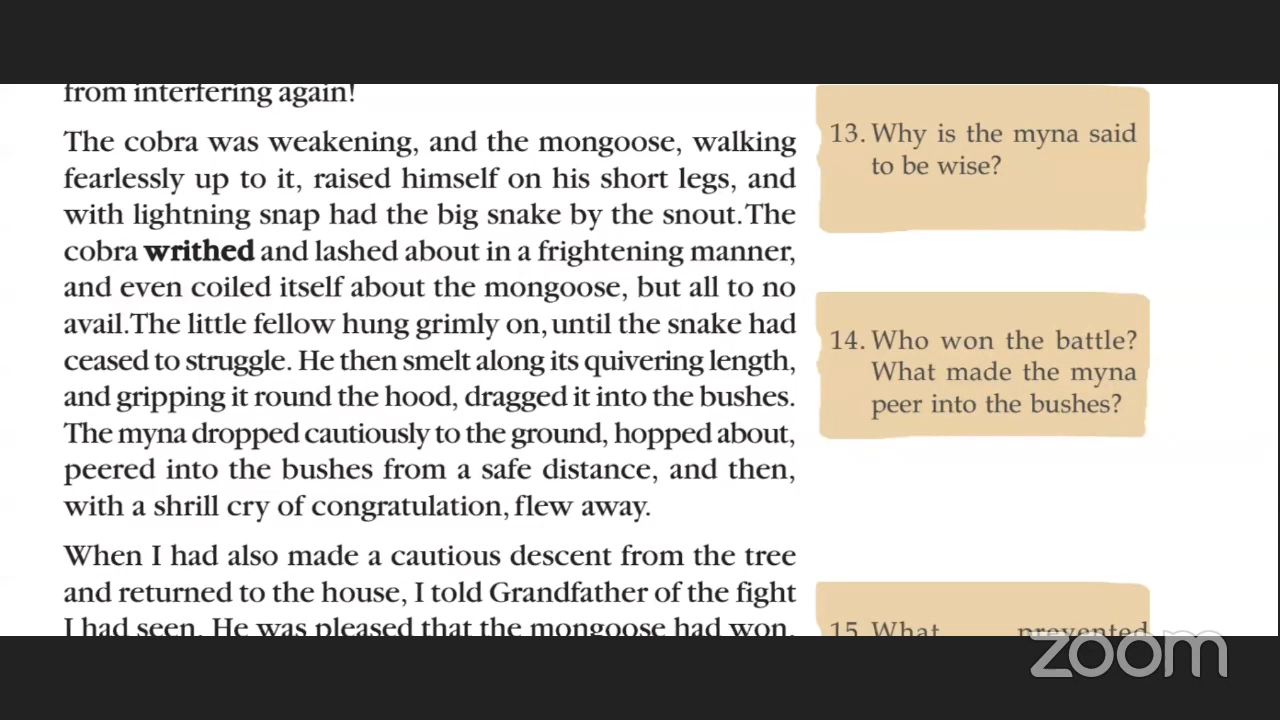 from interfering again!
The cobra was weakening, and the mongoose, walking
fearlessly up to it, raised himself on his short legs, and
with lightning snap had the big snake by the snout. The
cobra writhed and lashed about in a frightening manner,
and even coiled itself about the mongoose, but all to no
avail. The little fellow hung grimly on, until the snake had
ceased to struggle. He then smelt along its quivering length,
and gripping it round the hood, dragged it into the bushes.
The myna dropped cautiously to the ground, hopped about,
peered into the bushes from a safe distance, and then,
with a shrill cry of congratulation, flew away.
When I had also made a cautious descent from the tree
and returned to the house, I told Grandfather of the fight
I had seen. He was pleased that the mongoose had won.
13. Why is the myna said
to be wise?
14. Who won the battle?
What made the myna
peer into the bushes?
15. What prevented
zoom